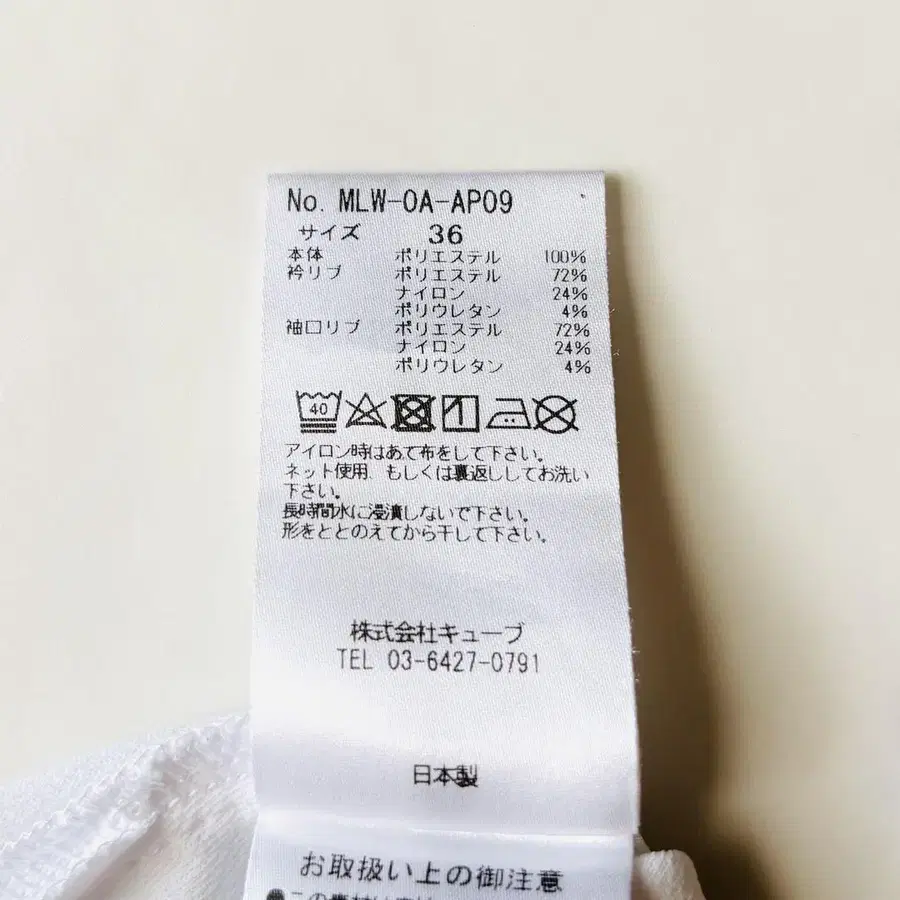 No. MLW-OA-AP09
サイズ 36
本体 ポリエステル 100%
衿リブ ポリエステル 72%
ナイロン 24%
ポリウレタン 4%
袖口リブ ポリエステル 72%
ナイロン 24%
ポリウレタン 4%
40
アイロン時はあて布をして下さい。
ネット使用、もしくは裏返ししてお洗い
下さい。
長時間水に浸漬しないで下さい。
形をととのえてから干して下さい。
株式会社キューブ
TEL 03-6427-0791
日本製
お取扱い上の御注意